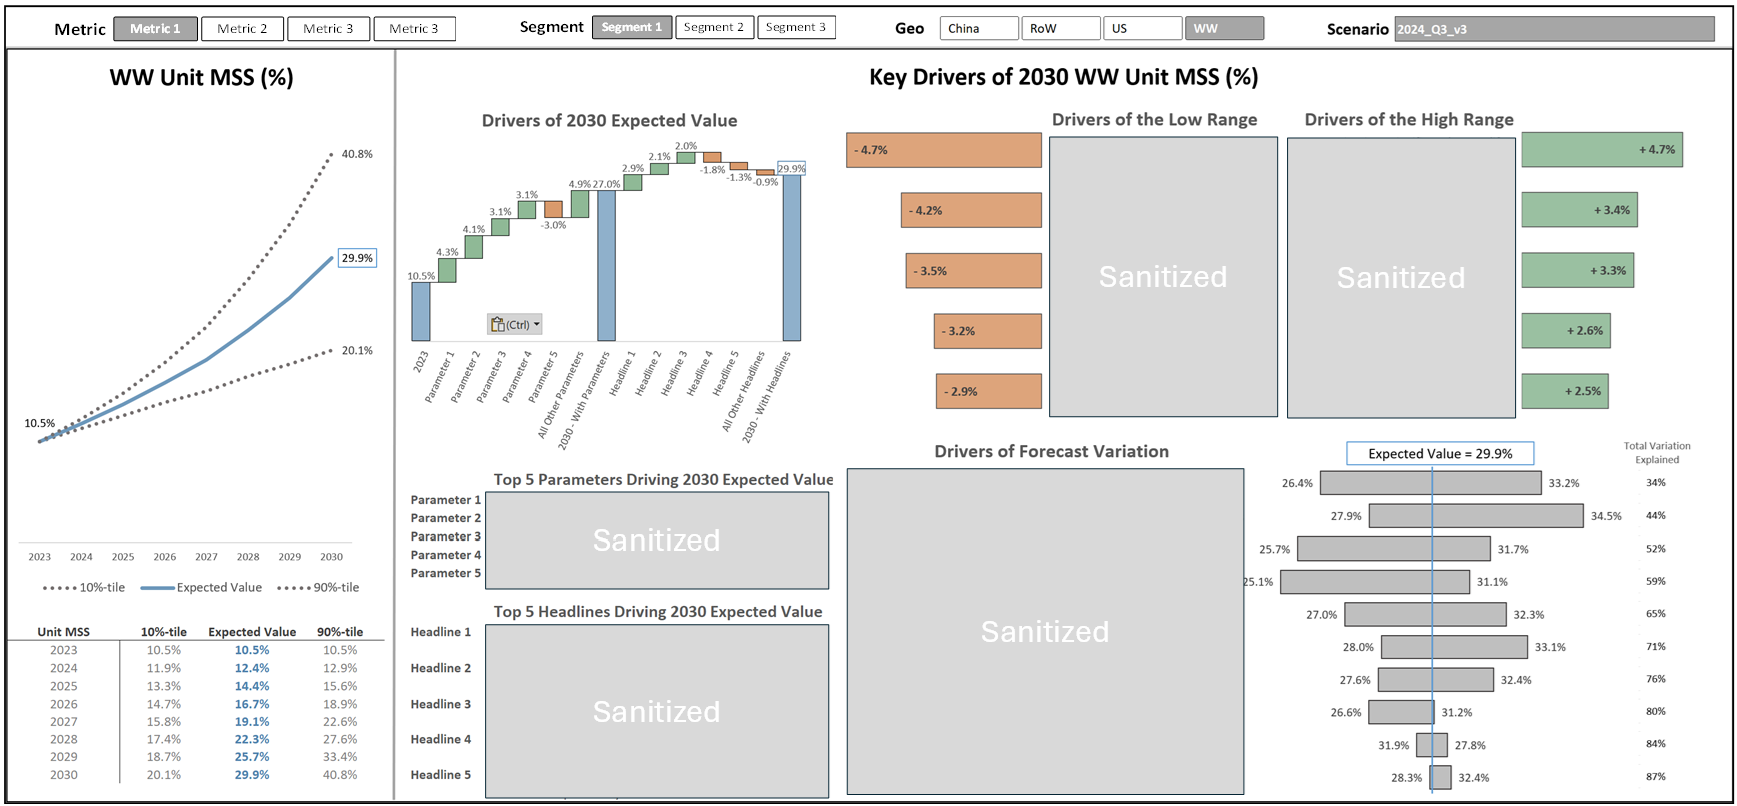 Metric Metric 1 Metric 2 Metric 3 Metric 3 Segment Segment 1 Segment 2 Segment 3 Geo China RoW US WW Scenario 2024_Q3_v3
WW Unit MSS (%)
40.8%
29.9%
20.1%
10.5%
2023 2024 2025 2026 2027 2028 2029 2030
10%-tile Expected Value 90%-tile
Unit MSS 10%-tile Expected Value 90%-tile
2023 10.5% 10.5% 10.5%
2024 11.9% 12.4% 12.9%
2025 13.3% 14.4% 15.6%
2026 14.7% 16.7% 18.9%
2027 15.8% 19.1% 22.6%
2028 17.4% 22.3% 27.6%
2029 18.7% 25.7% 33.4%
2030 20.1% 29.9% 40.8%
Key Drivers of 2030 WW Unit MSS (%)
Drivers of 2030 Expected Value
10.5% 4.3% 4.1% 3.1% 3.1% -3.0% 4.9% 27.0% 2.9% 2.1% 2.0% -1.8% -1.3% -0.9% 29.9%
(Ctrl)
2023
Parameter 1
Parameter 2
Parameter 3
Parameter 4
Parameter 5
All Other Parameters
2030 - With Parameters
Headline 1
Headline 2
Headline 3
Headline 4
Headline 5
All Other Headlines
2030 - With Headlines
Top 5 Parameters Driving 2030 Expected Value
Parameter 1
Parameter 2
Parameter 3
Parameter 4
Parameter 5
Sanitized
Top 5 Headlines Driving 2030 Expected Value
Headline 1
Headline 2
Headline 3
Headline 4
Headline 5
Sanitized
Drivers of the Low Range
- 4.7%
- 4.2%
- 3.5%
- 3.2%
- 2.9%
Sanitized
Drivers of the High Range
Sanitized
+ 4.7%
+ 3.4%
+ 3.3%
+ 2.6%
+ 2.5%
Drivers of Forecast Variation
Sanitized
Expected Value = 29.9%
Total Variation
Explained
26.4% 33.2% 34%
27.9% 34.5% 44%
25.7% 31.7% 52%
25.1% 31.1% 59%
27.0% 32.3% 65%
28.0% 33.1% 71%
27.6% 32.4% 76%
26.6% 31.2% 80%
31.9% 27.8% 84%
28.3% 32.4% 87%